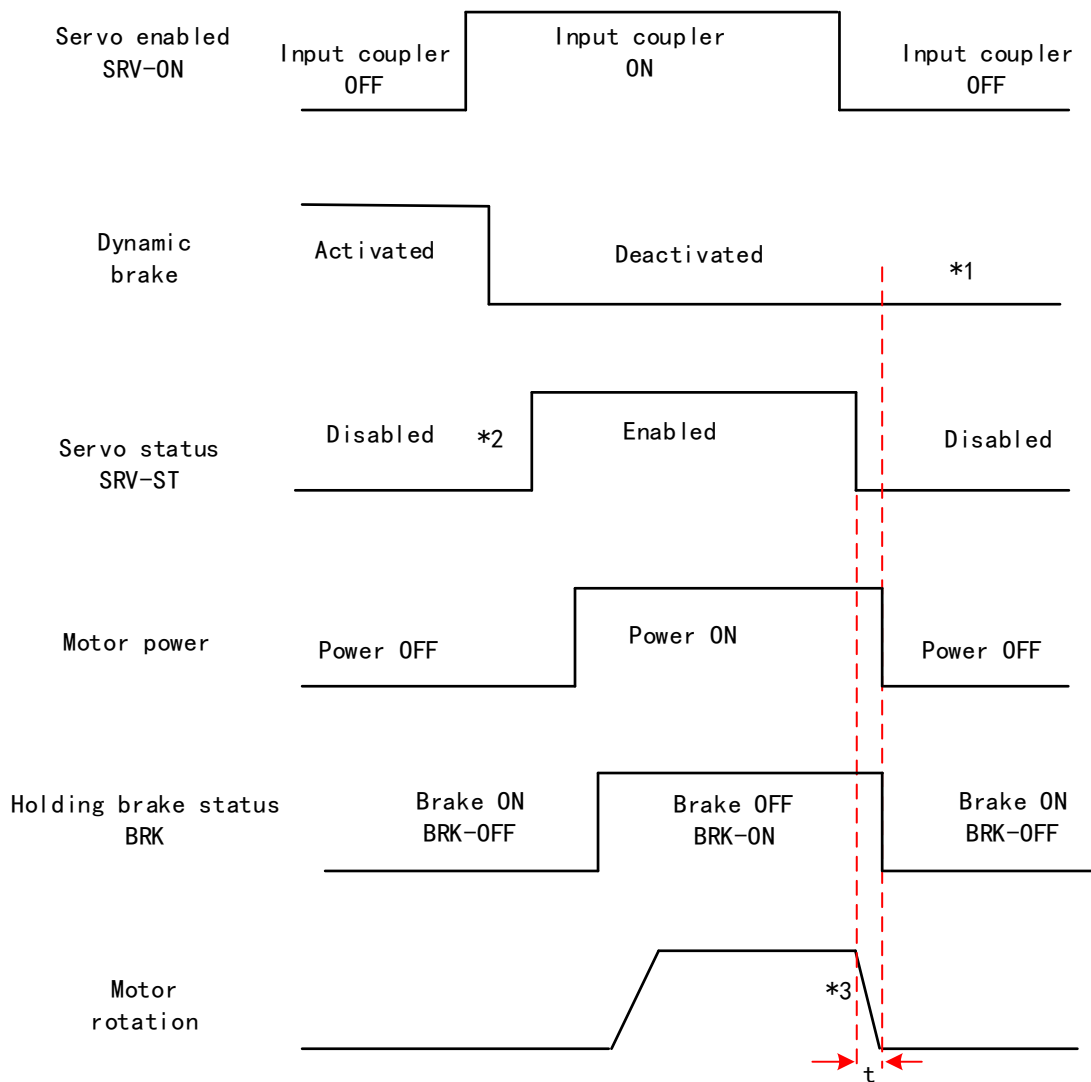 Servo enabled
SRV-ON
Input coupler
OFF
Input coupler
ON
Input coupler
OFF
Dynamic
brake
Activated
Deactivated
*1
Servo status
SRV-ST
Disabled
*2
Enabled
Disabled
Motor power
Power OFF
Power ON
Power OFF
Holding brake status
BRK
Brake ON
BRK-OFF
Brake OFF
BRK-ON
Brake ON
BRK-OFF
Motor
rotation
*3
t